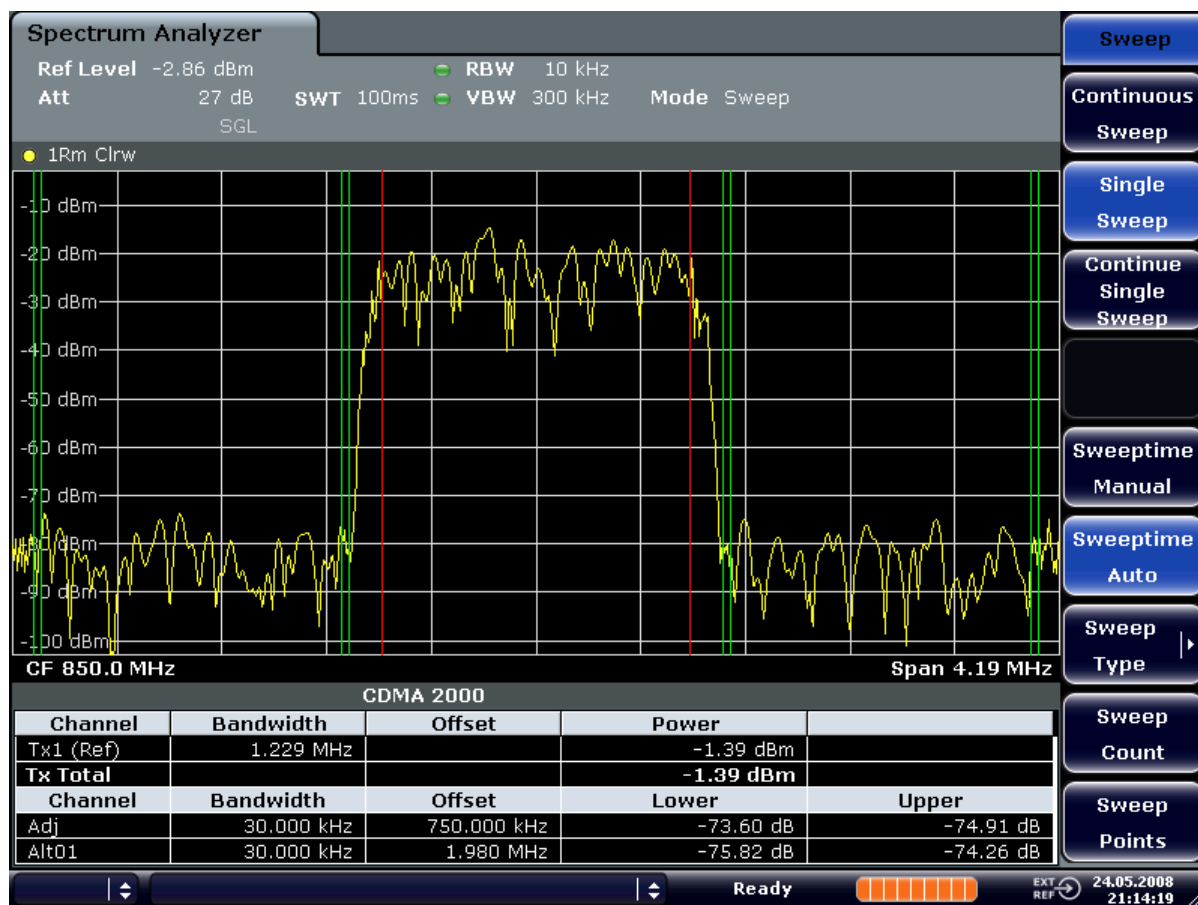 Spectrum Analyzer
Ref Level -2.86 dBm RBW 10 kHz
Att 27 dB SWT 100ms VBW 300 kHz Mode Sweep
SGL
1Rm Clrw
-10 dBm
-20 dBm
-30 dBm
-40 dBm
-50 dBm
-60 dBm
-70 dBm
-80 dBm
-90 dBm
-100 dBm
CF 850.0 MHz Span 4.19 MHz
CDMA 2000
Channel Bandwidth Offset Power
Tx1 (Ref) 1.229 MHz -1.39 dBm
Tx Total -1.39 dBm
Channel Bandwidth Offset Lower Upper
Adj 30.000 kHz 750.000 kHz -73.60 dB -74.91 dB
Alt01 30.000 kHz 1.980 MHz -75.82 dB -74.26 dB
Ready EXT REF 24.05.2008 21:14:19
Sweep
Continuous
Sweep
Single
Sweep
Continue
Single
Sweep
Sweeptime
Manual
Sweeptime
Auto
Sweep
Type
Sweep
Count
Sweep
Points